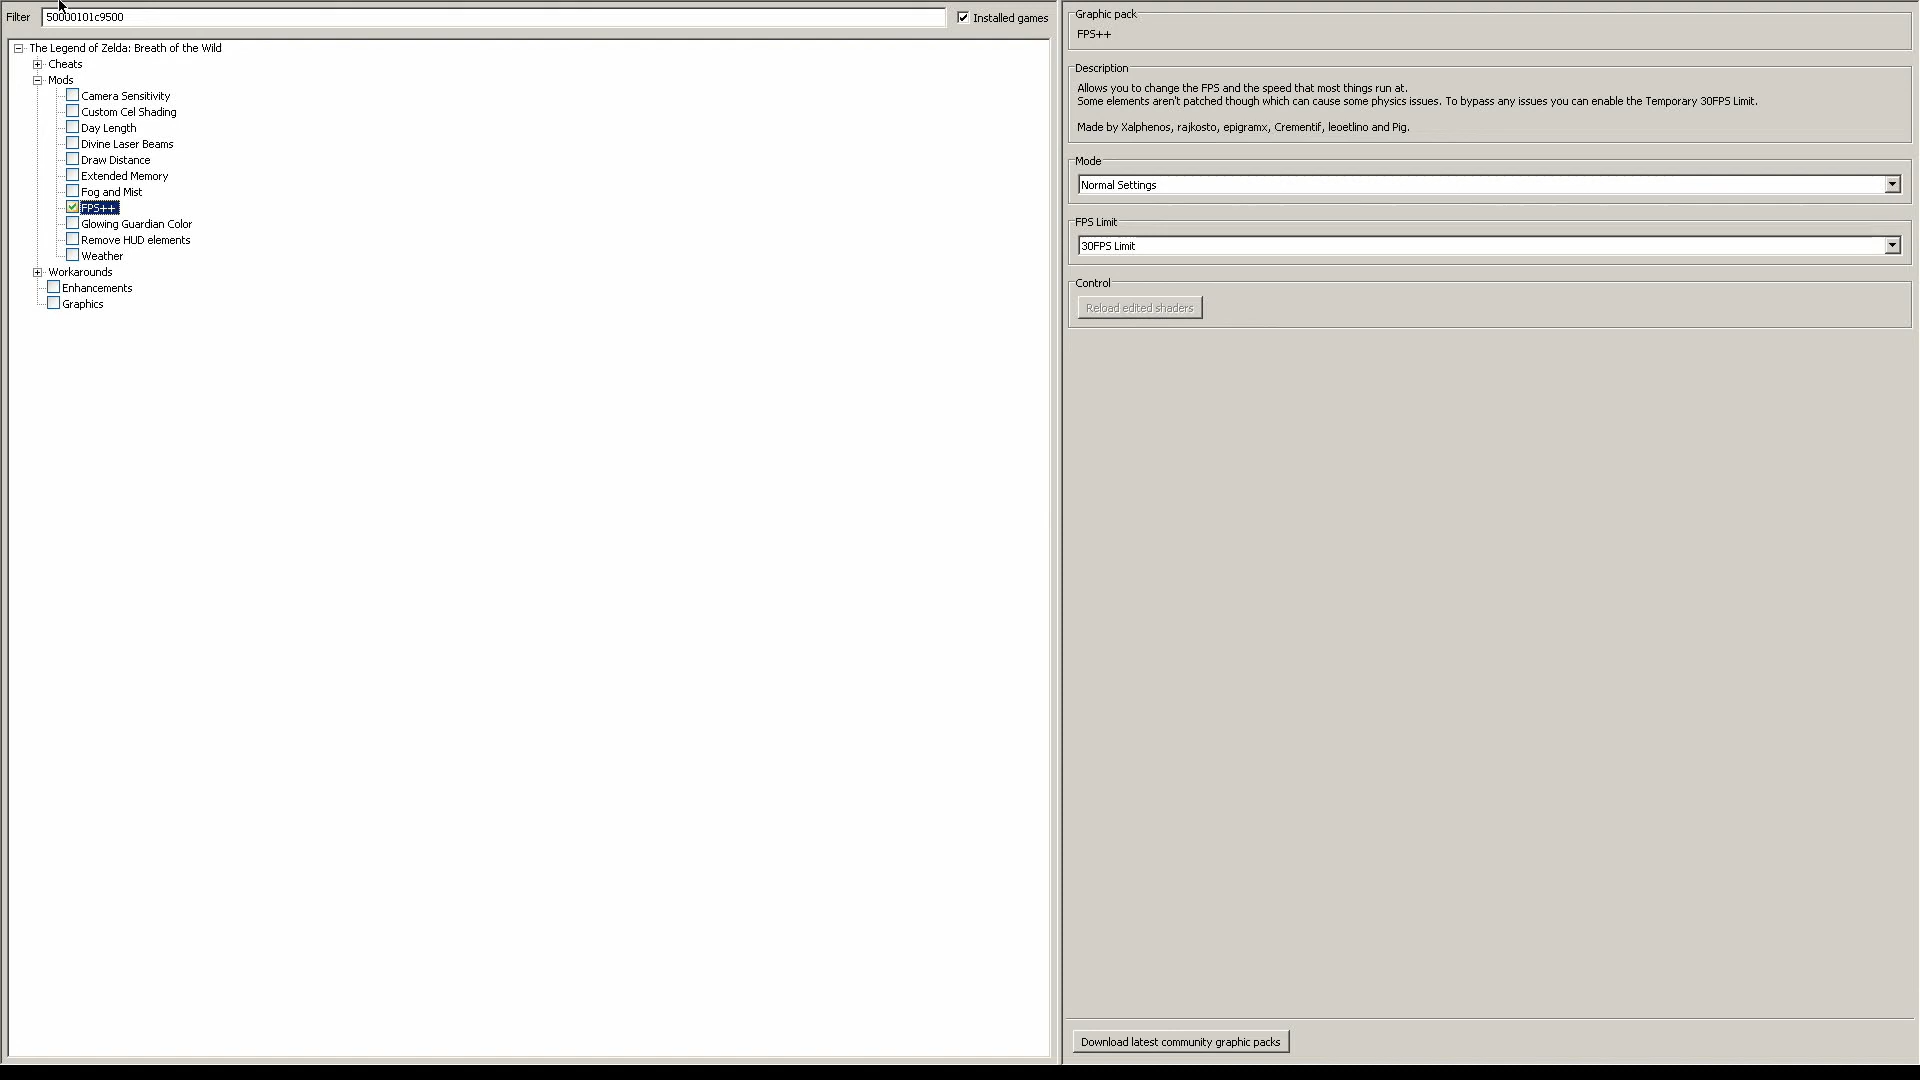 Filter 50000101c9500 Installed games
The Legend of Zelda: Breath of the Wild
Cheats
Mods
Camera Sensitivity
Custom Cel Shading
Day Length
Divine Laser Beams
Draw Distance
Extended Memory
Fog and Mist
FPS++
Glowing Guardian Color
Remove HUD elements
Weather
Workarounds
Enhancements
Graphics
Graphic pack
FPS++
Description
Allows you to change the FPS and the speed that most things run at.
Some elements aren't patched though which can cause some physics issues. To bypass any issues you can enable the Temporary 30FPS Limit.
Made by Xalphenos, rajkosto, epigramx, Crementif, leoetlino and Pig.
Mode
Normal Settings
FPS Limit
30FPS Limit
Control
Reload edited shaders
Download latest community graphic packs